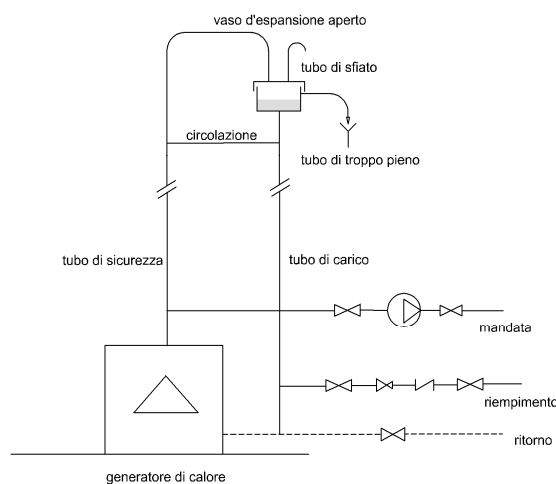 vaso d'espansione aperto
tubo di sfiato
circolazione
tubo di troppo pieno
tubo di sicurezza
tubo di carico
mandata
riempimento
ritorno
generatore di calore